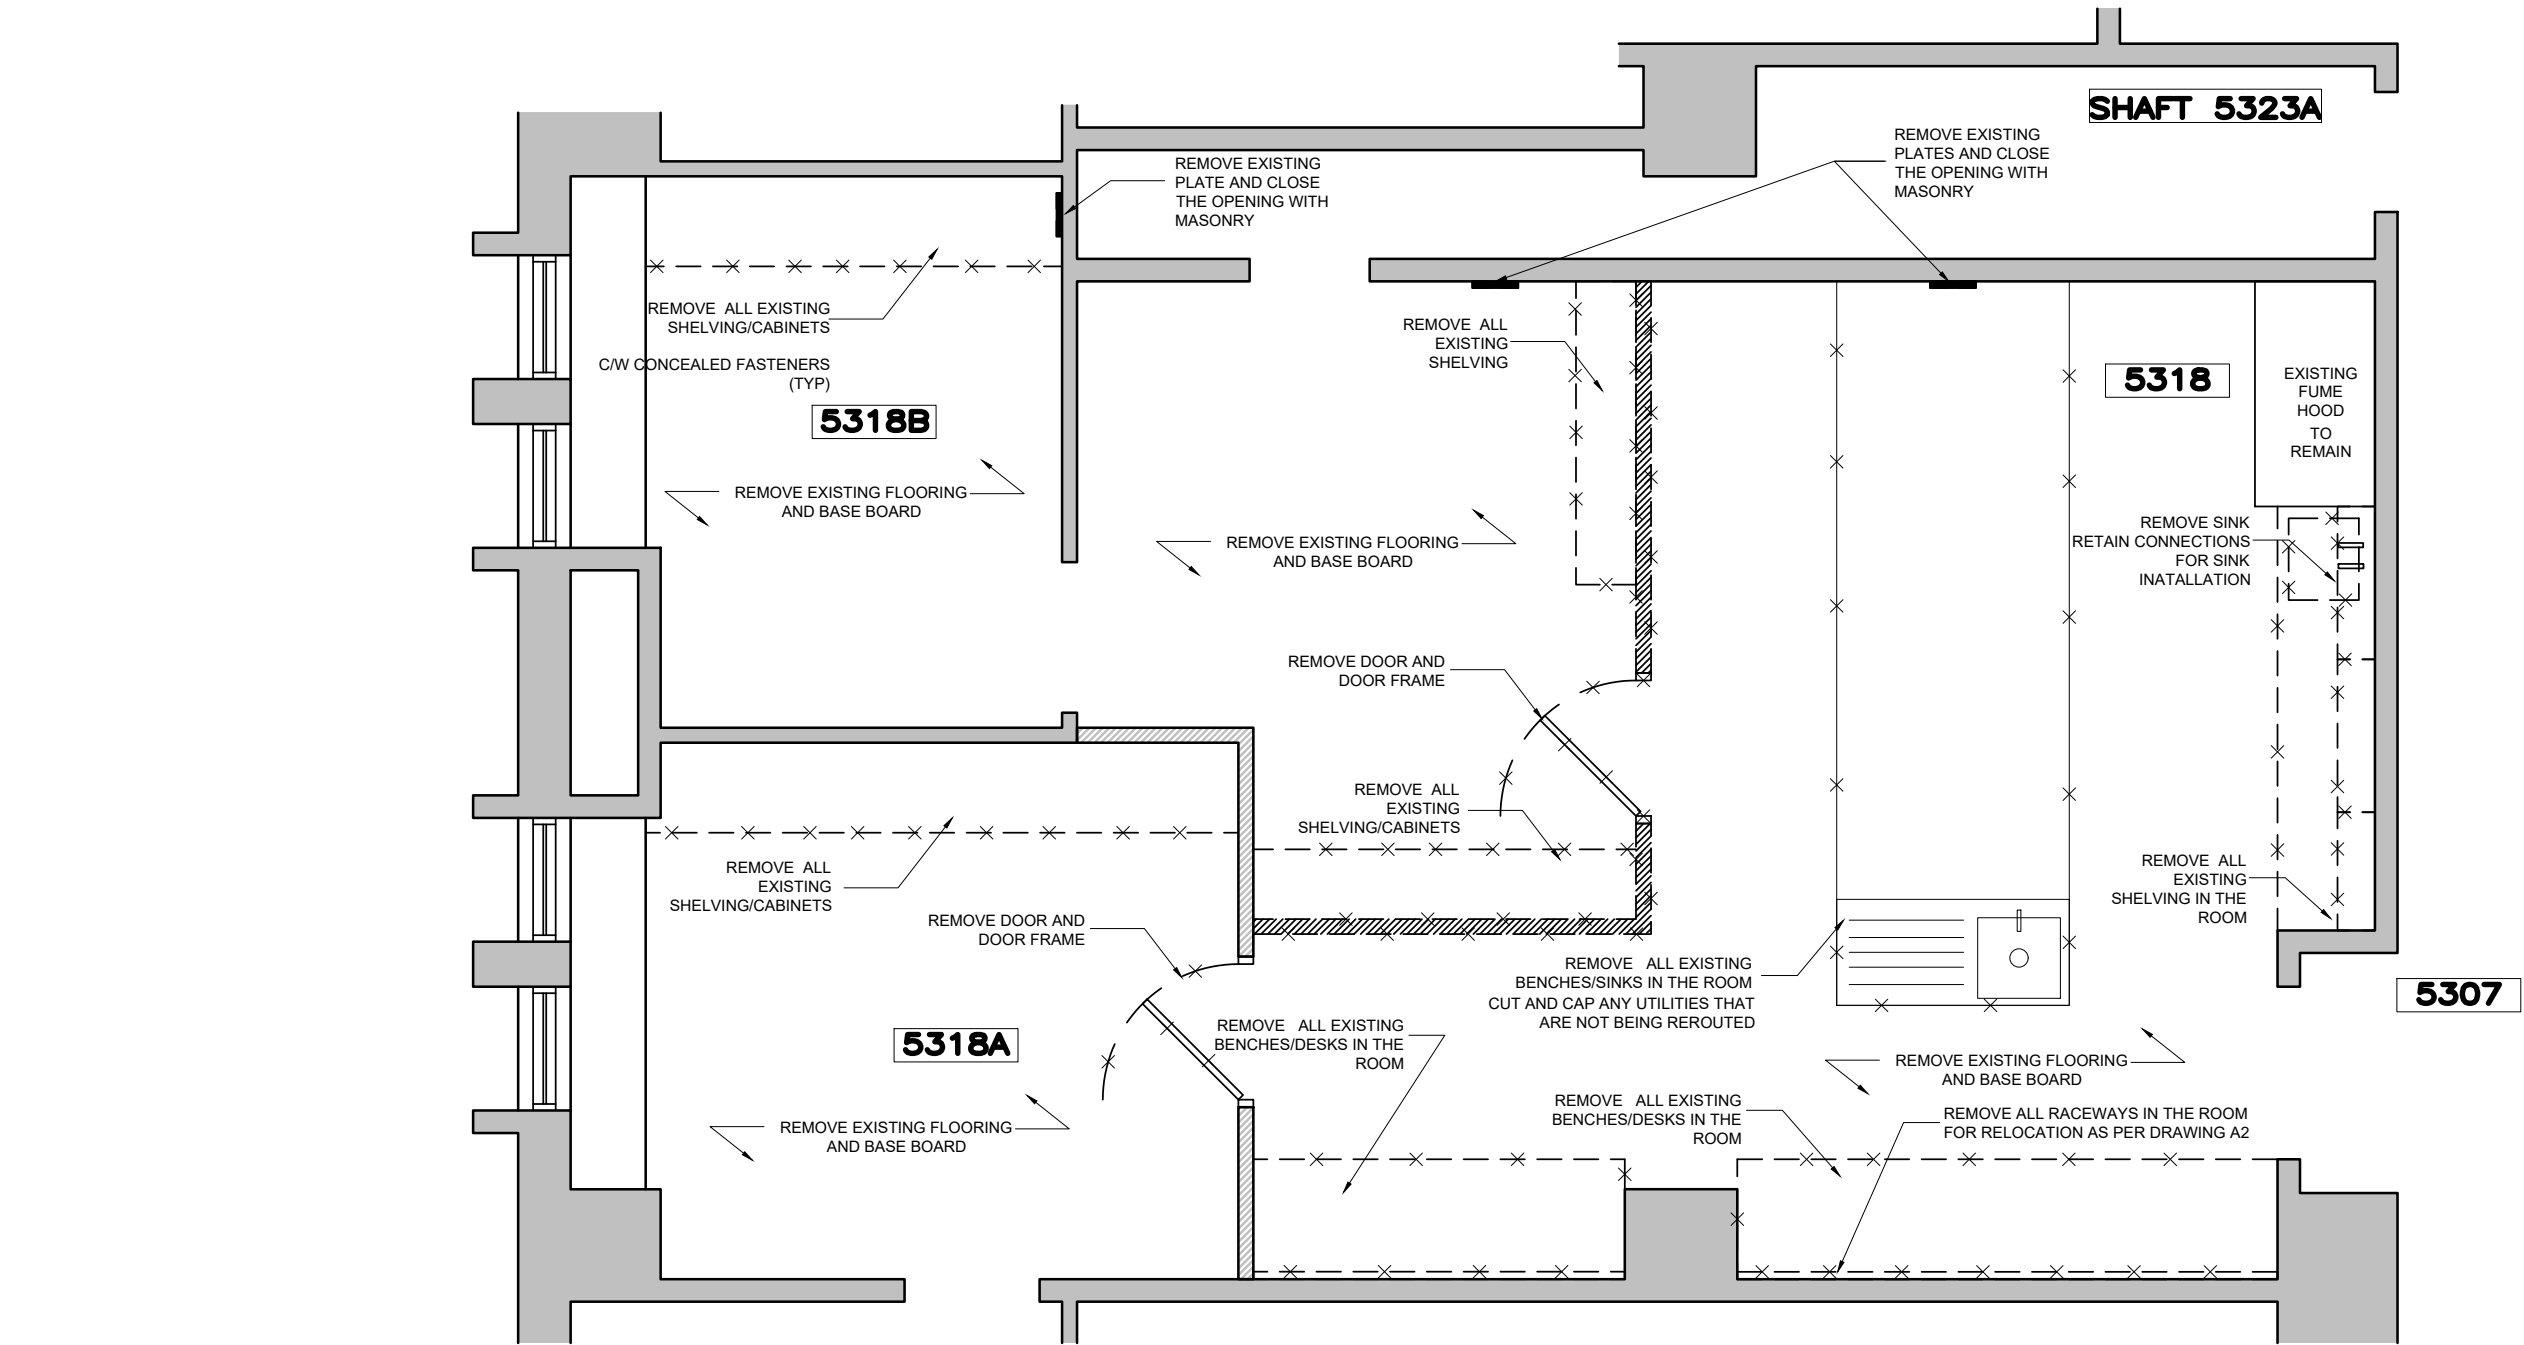 SHAFT 5323A
REMOVE EXISTING
PLATES AND CLOSE
THE OPENING WITH
MASONRY
REMOVE EXISTING
PLATE AND CLOSE
THE OPENING WITH
MASONRY
REMOVE ALL EXISTING
SHELVING/CABINETS
C/W CONCEALED FASTENERS
(TYP)
5318B
REMOVE EXISTING FLOORING
AND BASE BOARD
REMOVE ALL
EXISTING
SHELVING
5318
EXISTING
FUME
HOOD
TO
REMAIN
REMOVE EXISTING FLOORING
AND BASE BOARD
REMOVE SINK
RETAIN CONNECTIONS
FOR SINK
INATALLATION
REMOVE DOOR AND
DOOR FRAME
REMOVE ALL
EXISTING
SHELVING/CABINETS
REMOVE ALL
EXISTING
SHELVING/CABINETS
REMOVE ALL
EXISTING
SHELVING IN THE
ROOM
REMOVE DOOR AND
DOOR FRAME
REMOVE ALL EXISTING
BENCHES/SINKS IN THE ROOM
CUT AND CAP ANY UTILITIES THAT
ARE NOT BEING REROUTED
5307
5318A
REMOVE ALL EXISTING
BENCHES/DESKS IN THE
ROOM
REMOVE EXISTING FLOORING
AND BASE BOARD
REMOVE ALL EXISTING
BENCHES/DESKS IN THE
ROOM
REMOVE ALL RACEWAYS IN THE ROOM
FOR RELOCATION AS PER DRAWING A2
REMOVE EXISTING FLOORING
AND BASE BOARD